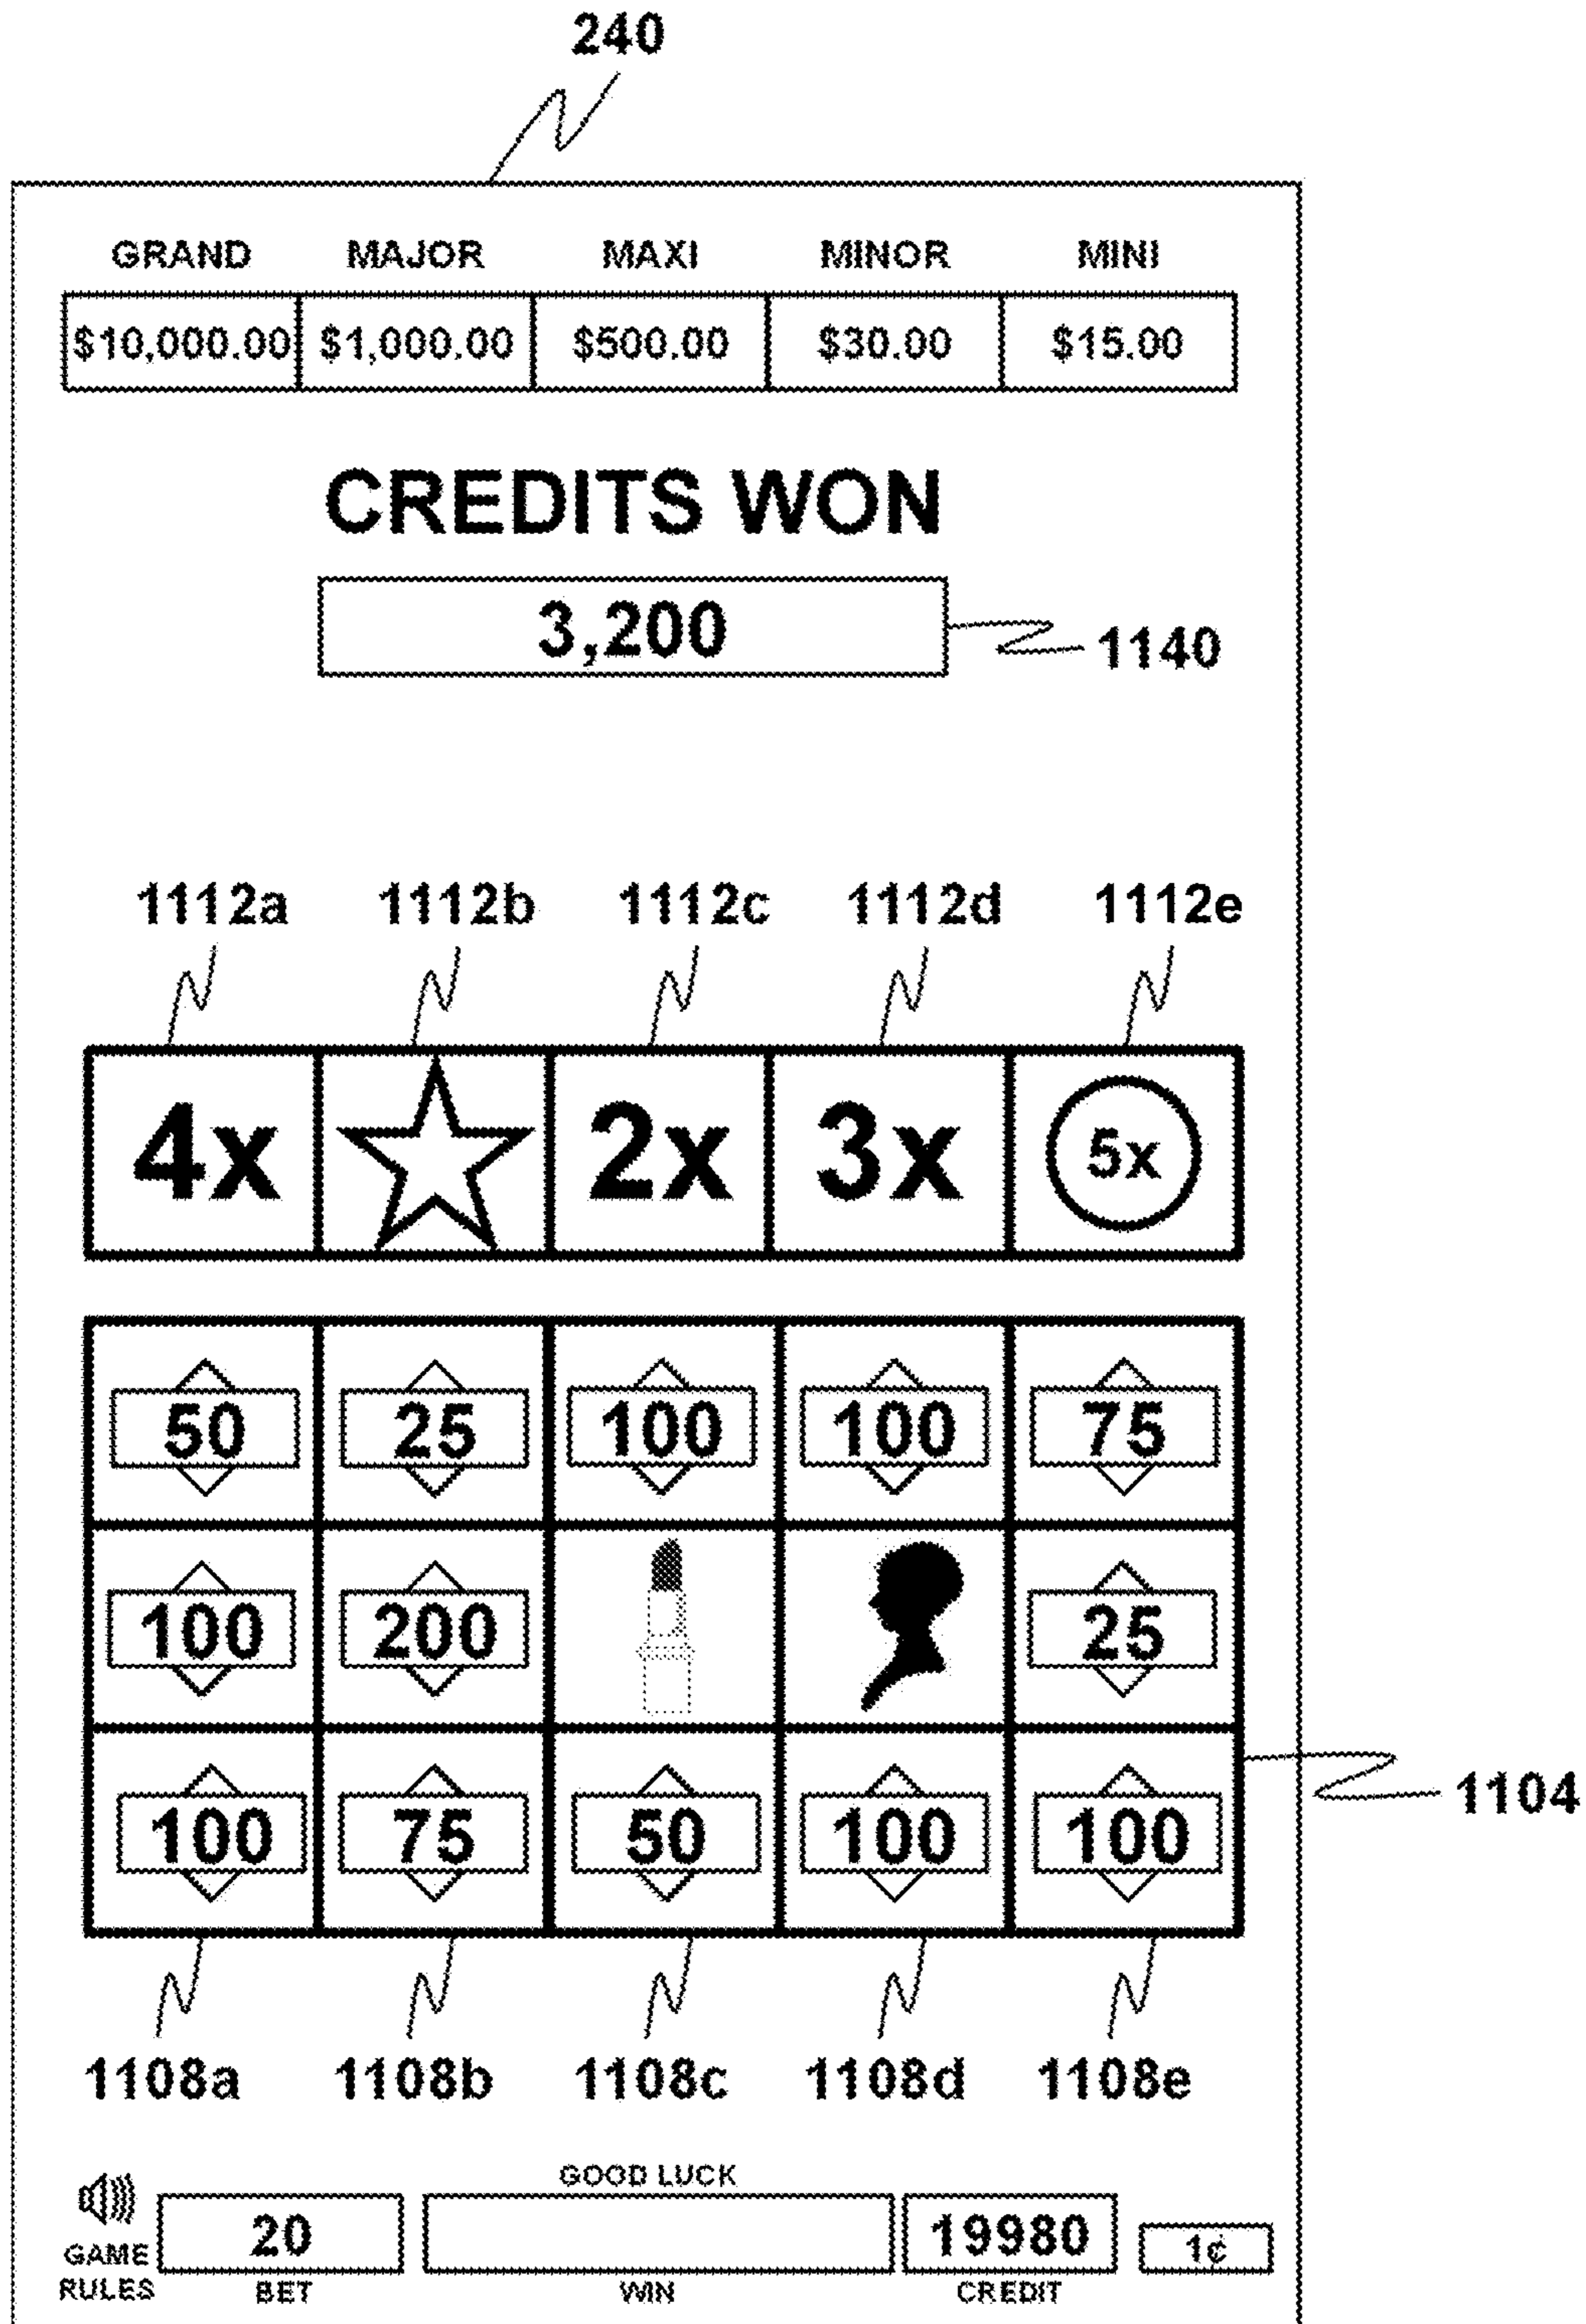 240
GRAND MAJOR MAXI MINOR MINI
$10,000.00 $1,000.00 $500.00 $30.00 $15.00
CREDITS WON
3,200
1140
1112a 1112b 1112c 1112d 1112e
4x 2x 3x 5x
50 25 100 100 75
100 200 25
100 75 50 100 100
1104
1108a 1108b 1108c 1108d 1108e
GOOD LUCK
20 19980 1¢
GAME
RULES BET WIN CREDIT